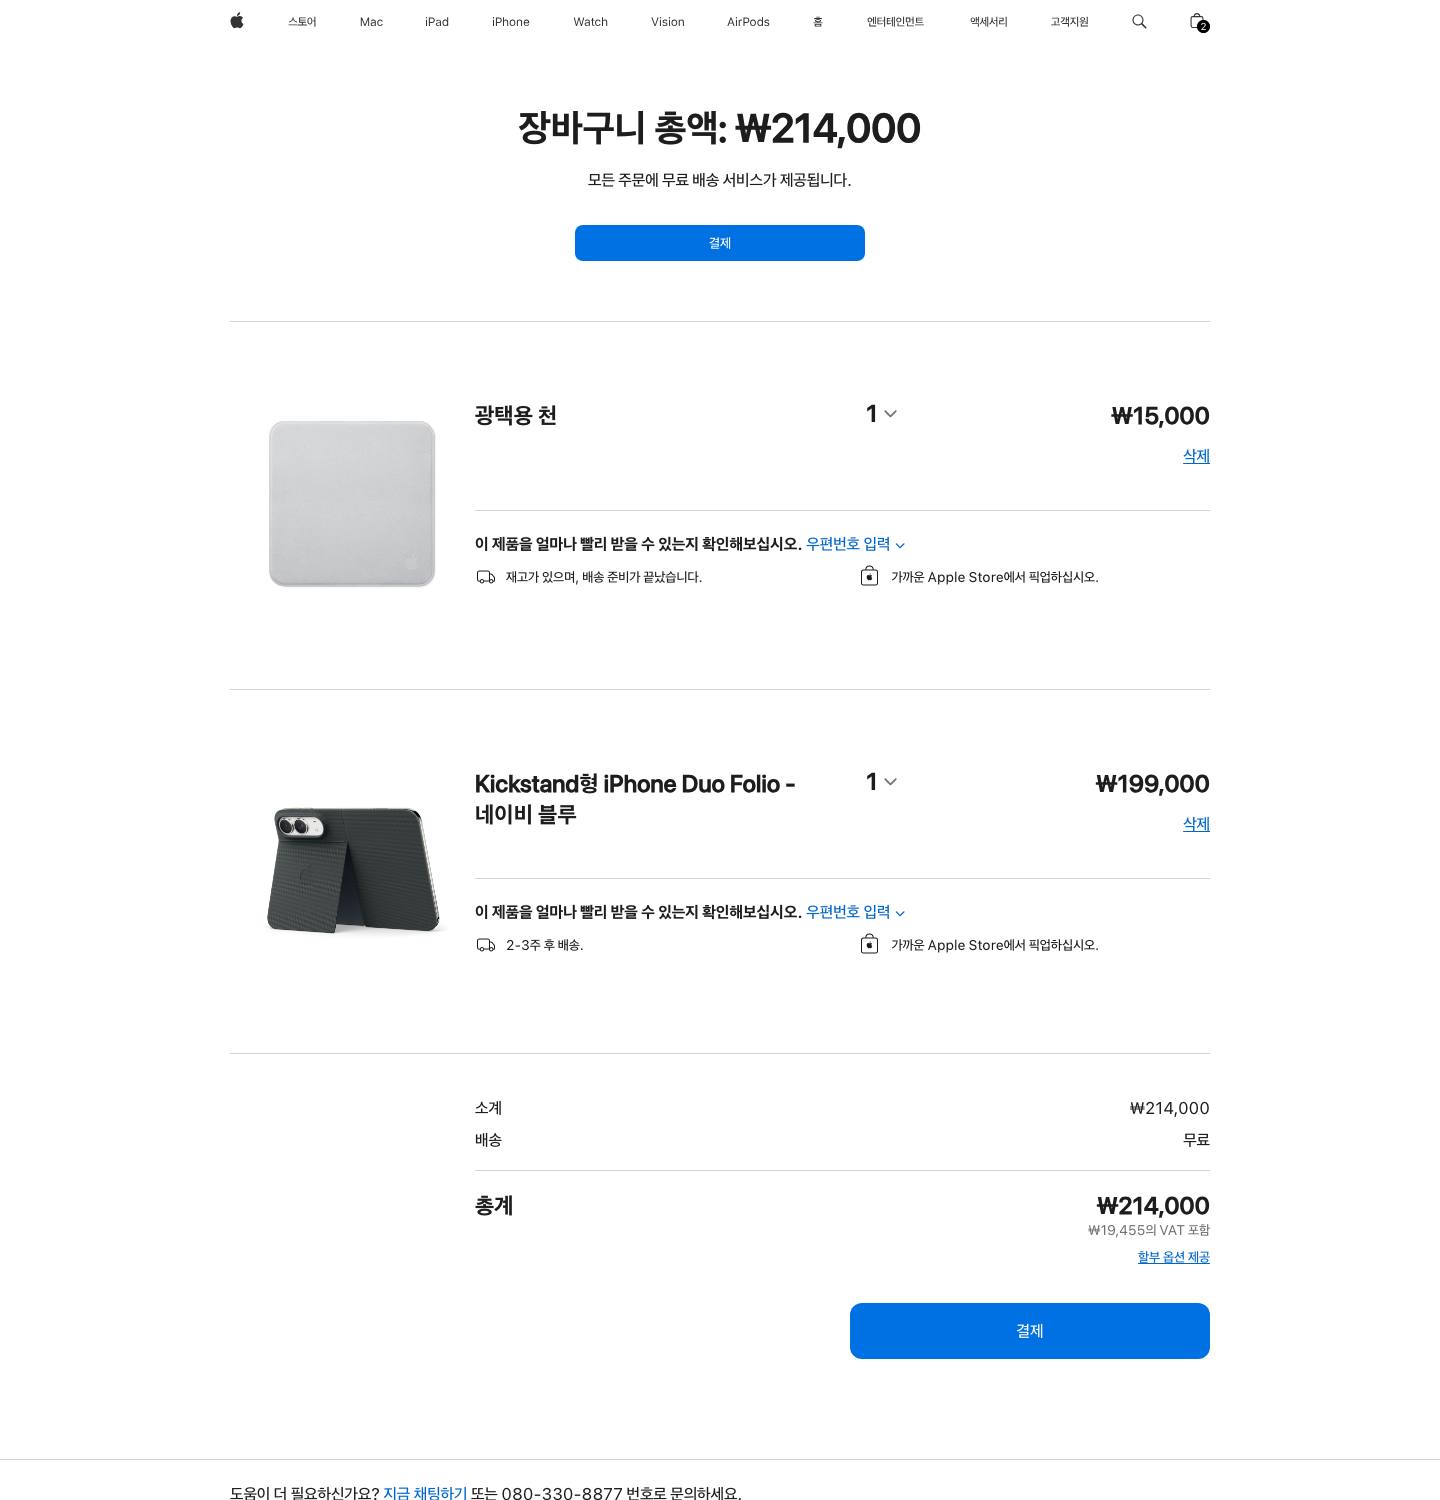 스토어 Mac iPad iPhone Watch Vision AirPods 홈 엔터테인먼트 액세서리 고객지원 2
장바구니 총액: ₩214,000
모든 주문에 무료 배송 서비스가 제공됩니다.
결제
광택용 천 1 ₩15,000
삭제
이 제품을 얼마나 빨리 받을 수 있는지 확인해보십시오. 우편번호 입력
재고가 있으며, 배송 준비가 끝났습니다. 가까운 Apple Store에서 픽업하십시오.
Kickstand형 iPhone Duo Folio - 1 ₩199,000
네이비 블루
삭제
이 제품을 얼마나 빨리 받을 수 있는지 확인해보십시오. 우편번호 입력
2-3주 후 배송. 가까운 Apple Store에서 픽업하십시오.
소계 ₩214,000
배송 무료
총계 ₩214,000
₩19,455의 VAT 포함
할부 옵션 제공
결제
도움이 더 필요하신가요? 지금 채팅하기 또는 080-330-8877 번호로 문의하세요.